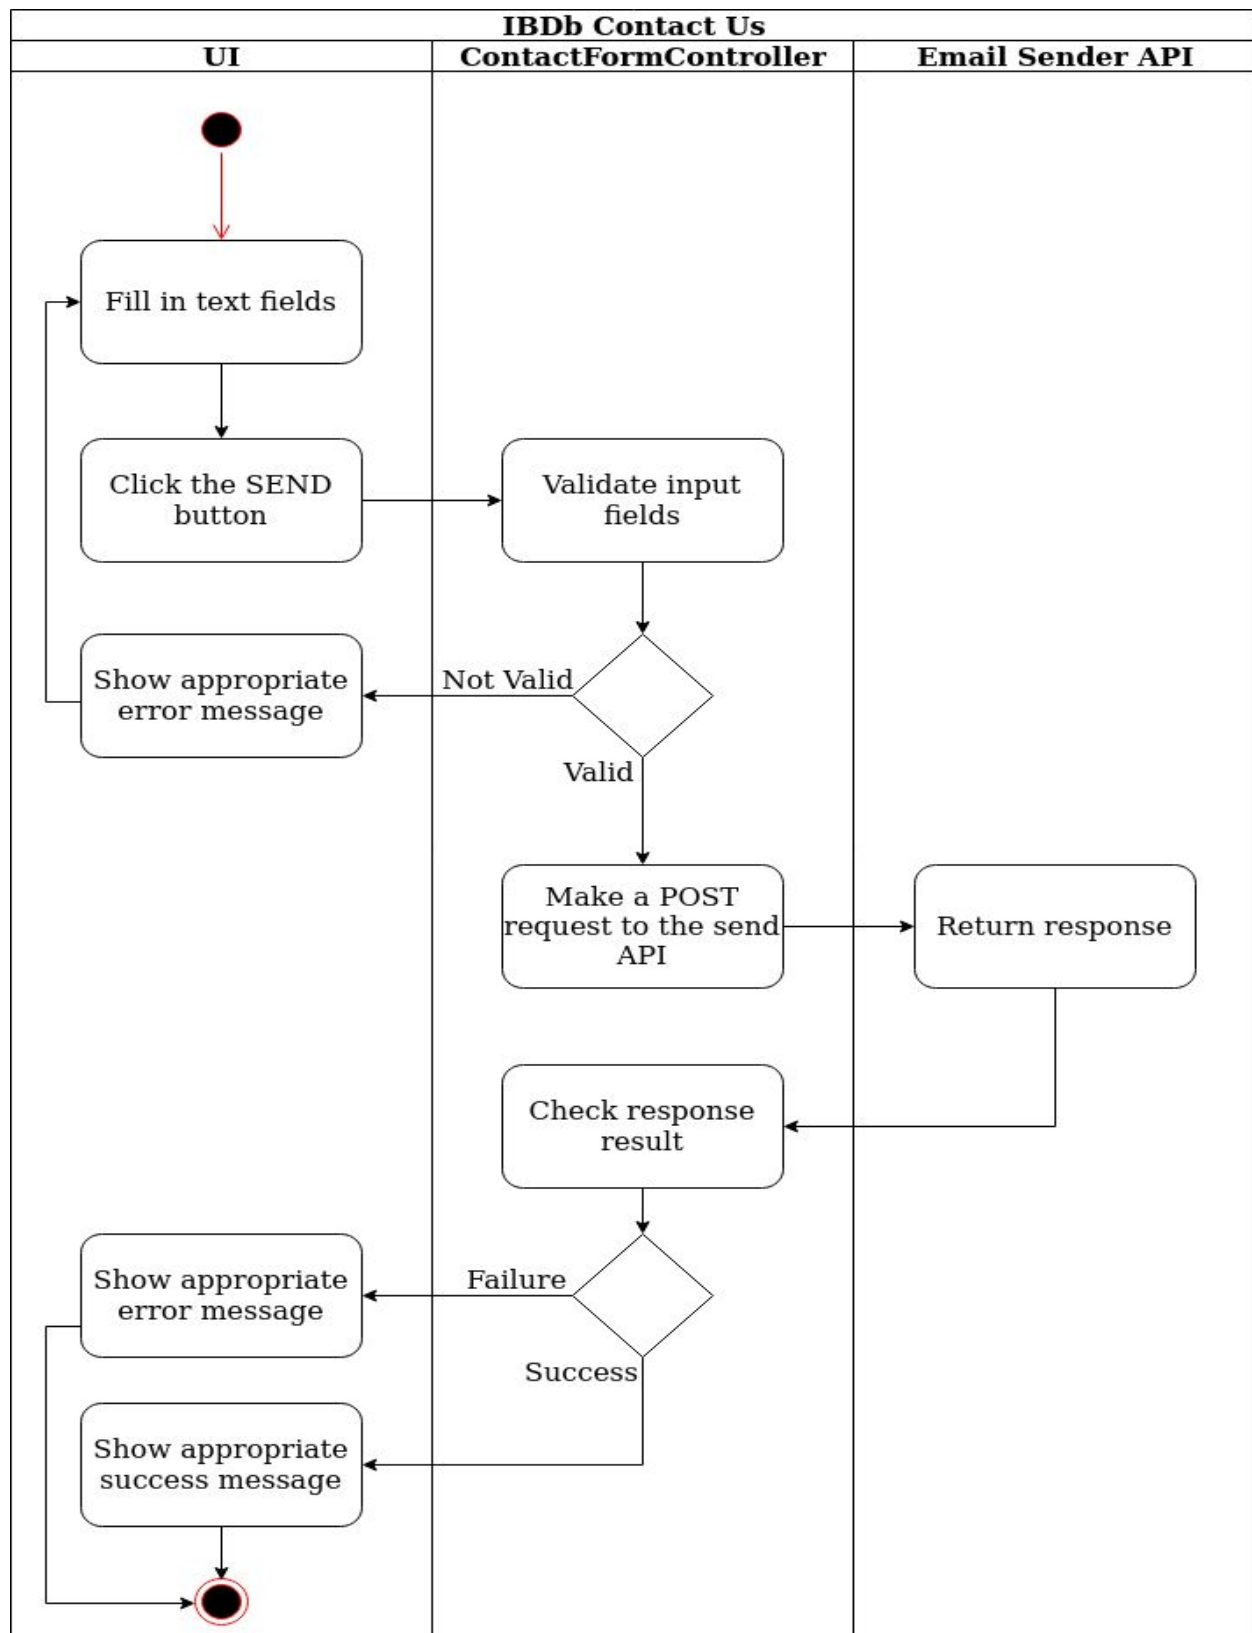 IBDb Contact Us
UI
ContactFormController
Email Sender API
Fill in text fields
Click the SEND
button
Validate input
fields
Show appropriate
error message
Not Valid
Valid
Make a POST
request to the send
API
Return response
Check response
result
Show appropriate
error message
Failure
Success
Show appropriate
success message